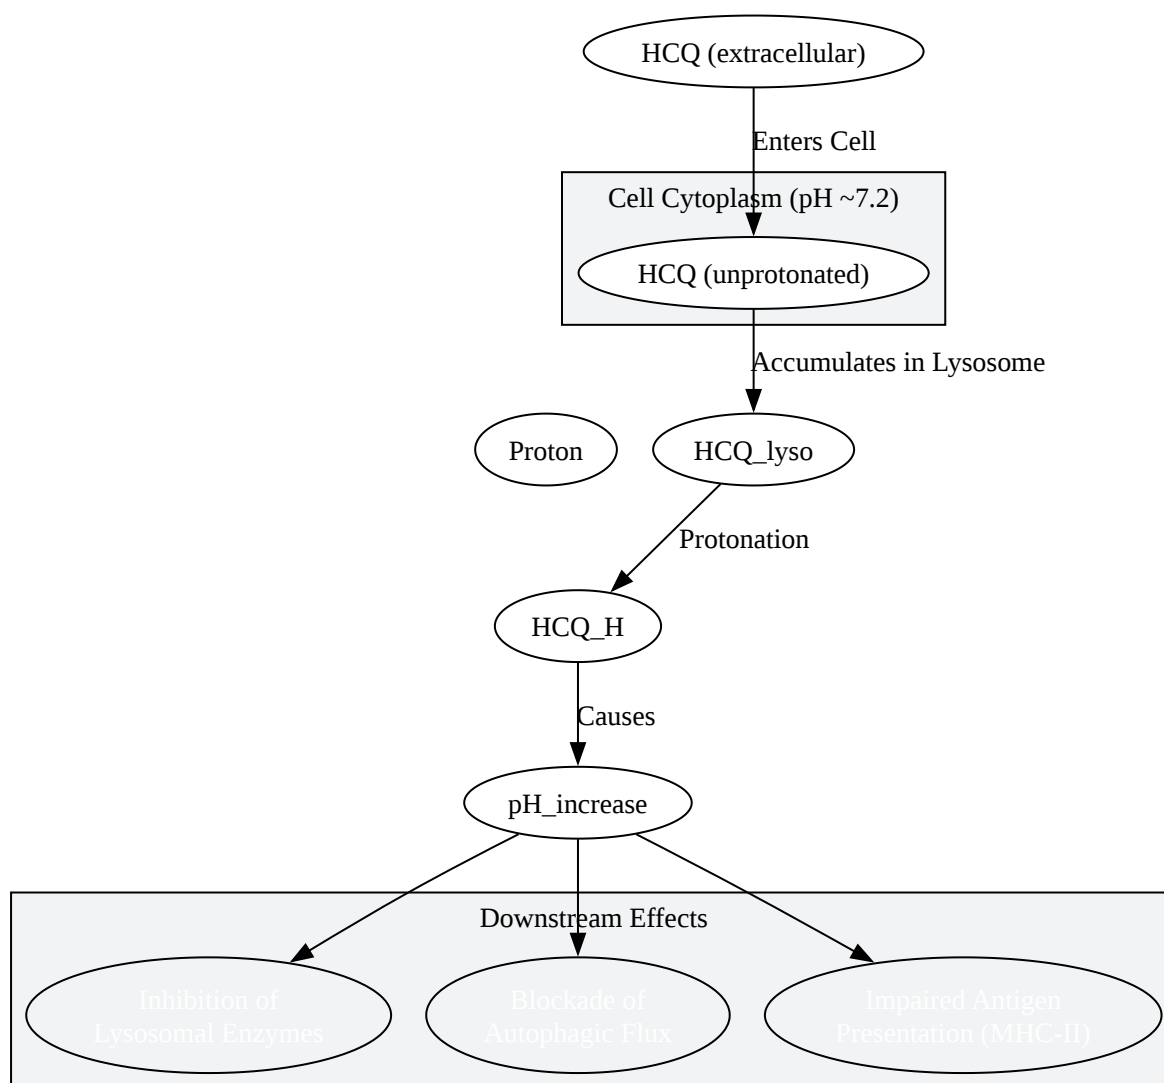 HCQ (extracellular)
Enters Cell
Cell Cytoplasm (pH ~7.2)
HCQ (unprotonated)
Accumulates in Lysosome
Proton
HCQ_lyso
Protonation
HCQ_H
Causes
pH_increase
Downstream Effects
Inhibition of
Lysosomal Enzymes
Blockade of
Autophagic Flux
Impaired Antigen
Presentation (MHC-II)